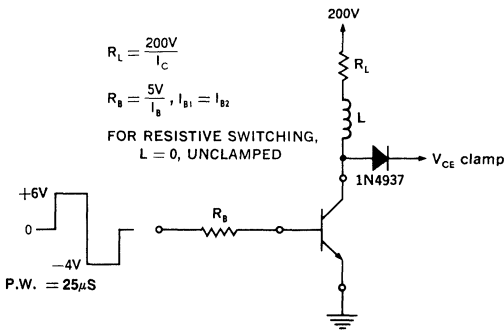 200V
R_L = 200V / I_C
R_L
R_B = 5V / I_B , I_B1 = I_B2
L
FOR RESISTIVE SWITCHING,
L = 0, UNCLAMPED
V_CE clamp
1N4937
+6V
R_B
0
−4V
P.W. = 25µS